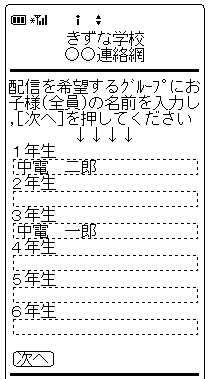 きずな学校
○○連絡網
配信を希望するｸﾞﾙｰﾌﾟにお
子様(全員)の名前を入力し
,[次へ]を押してください
↓↓↓↓
１年生
中電　二郎
２年生
３年生
中電　一郎
４年生
５年生
６年生
次へ